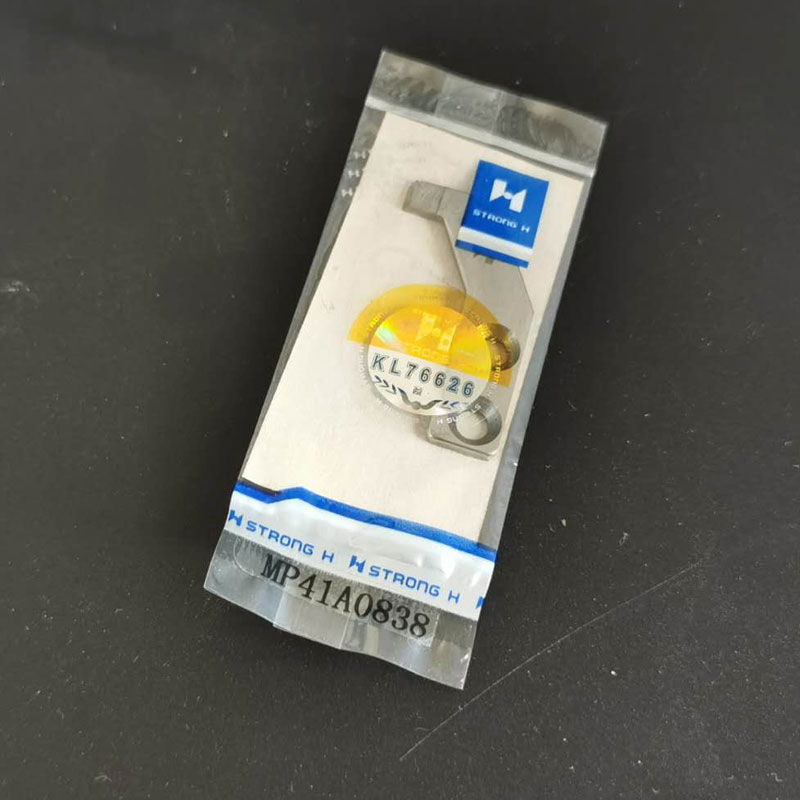 STRONG H
KL76626
STRONG H STRONG H
MP41A0838